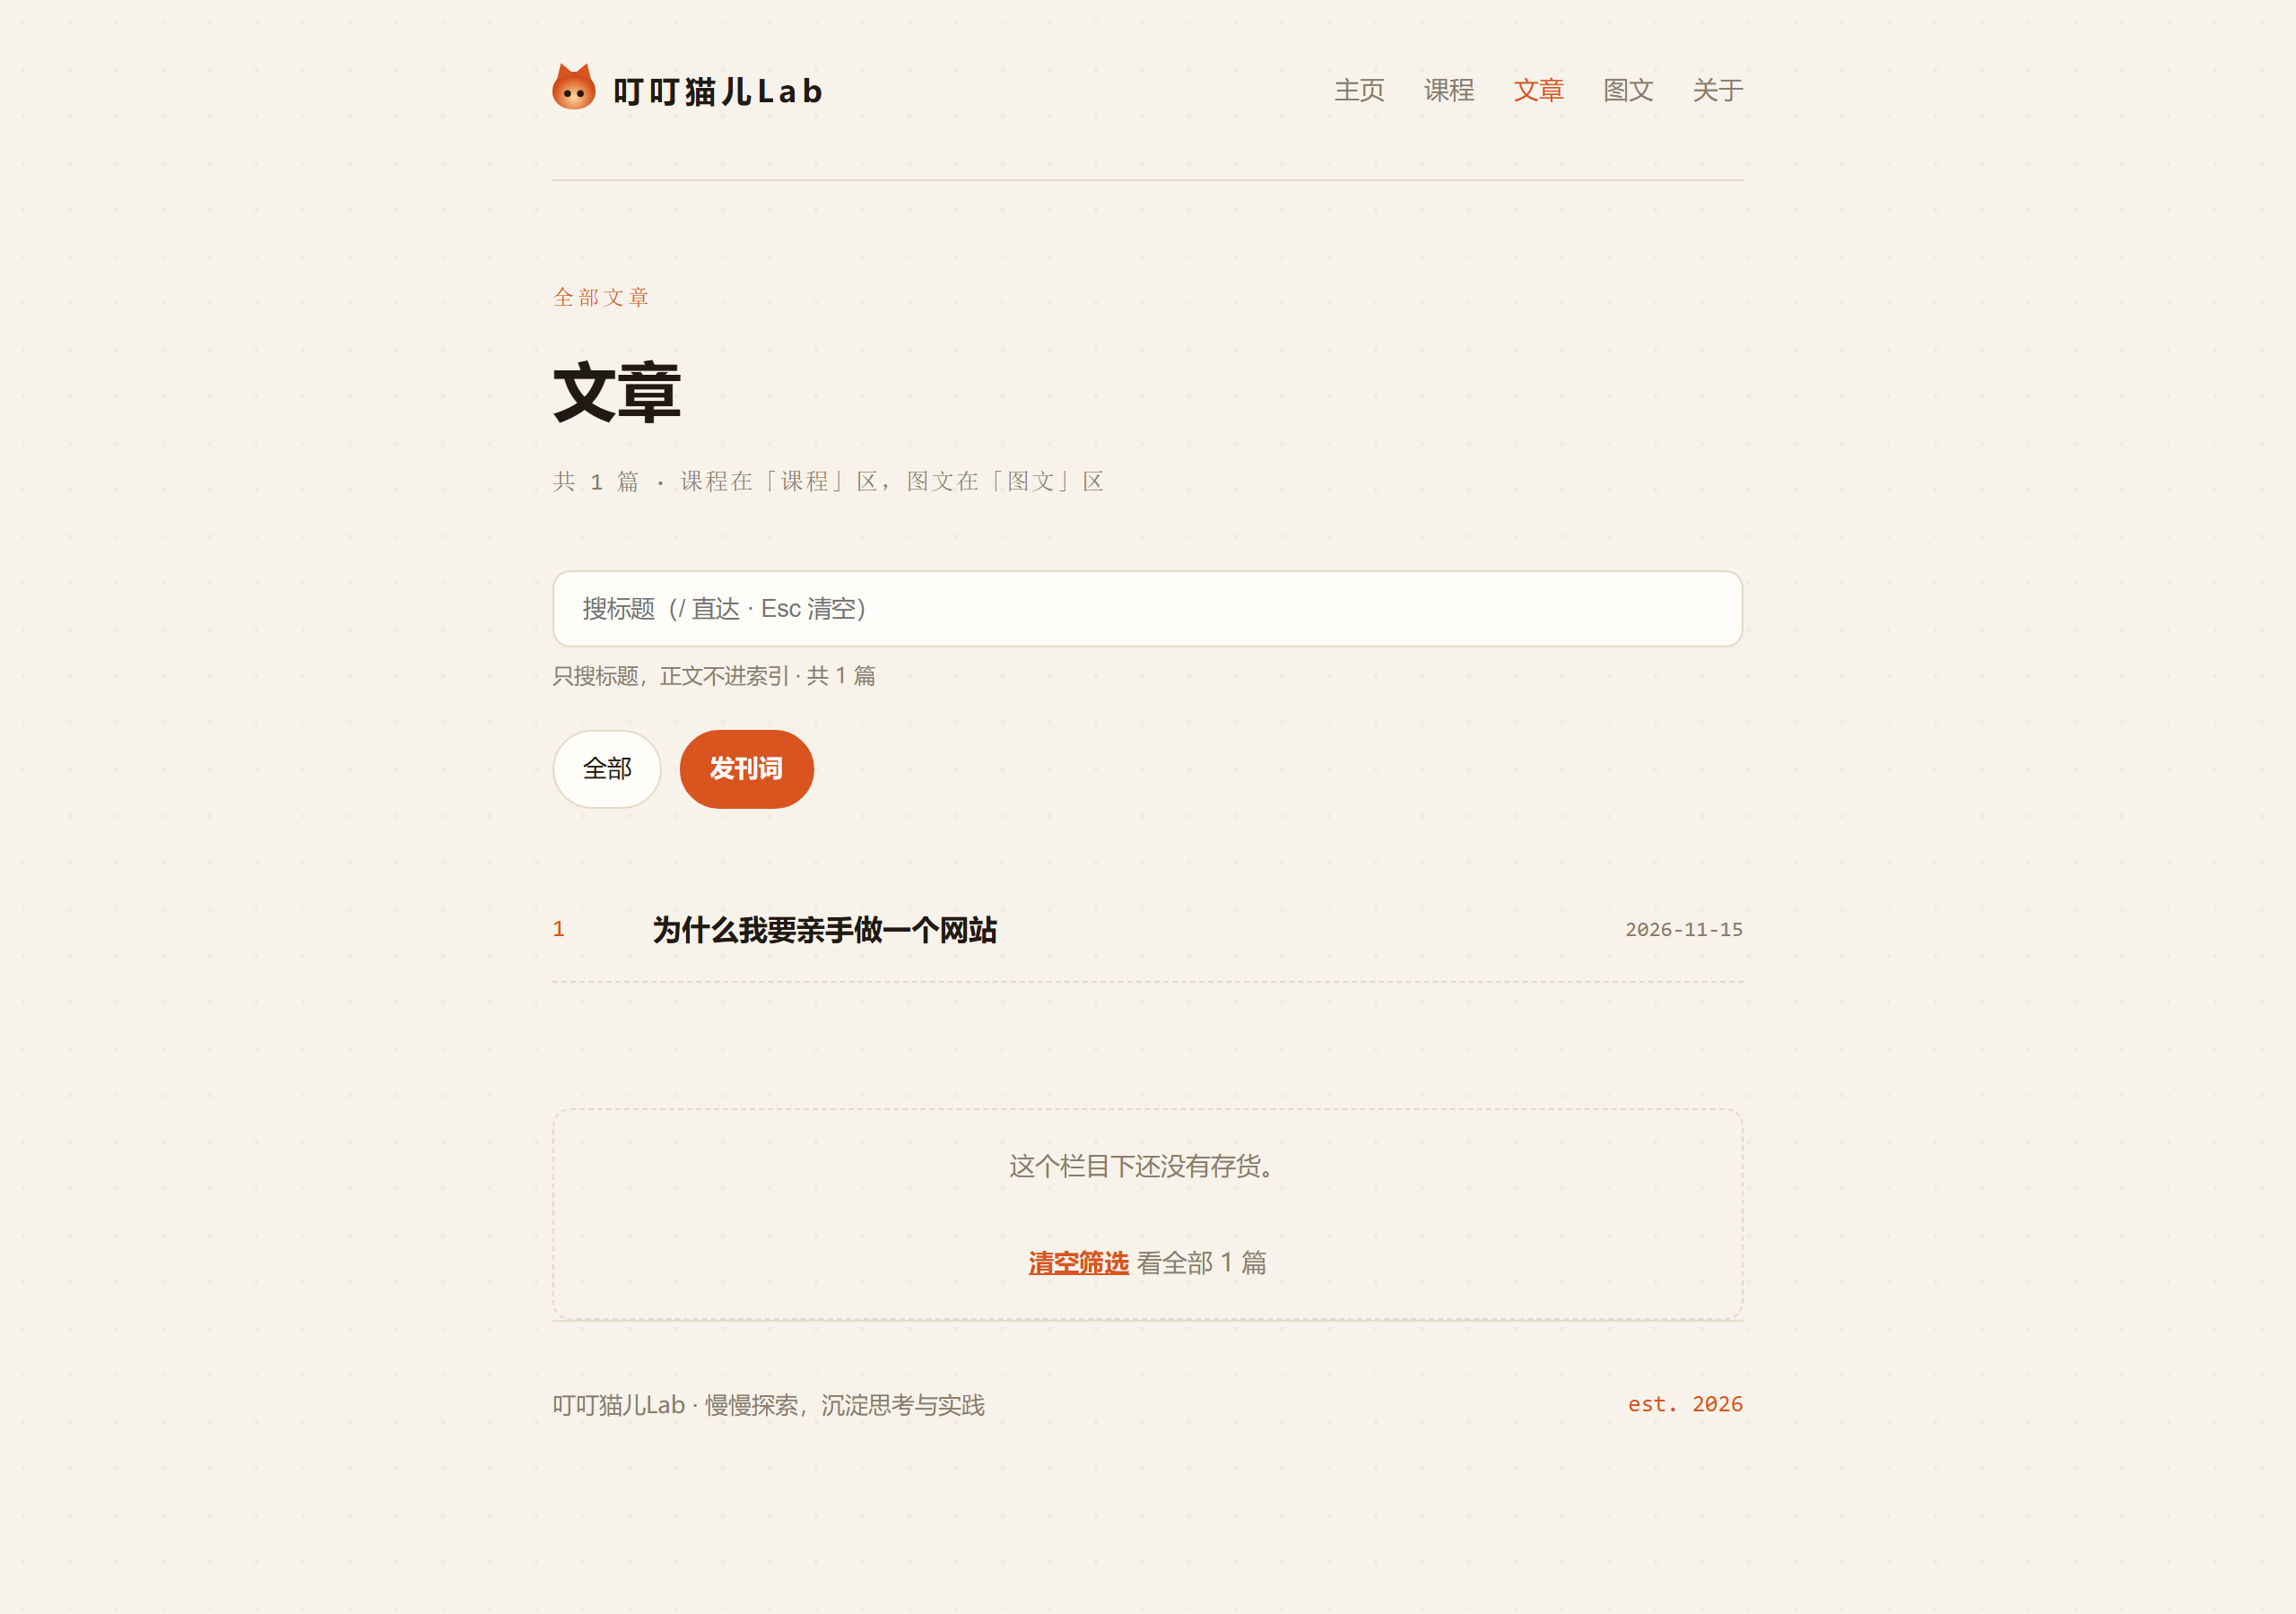 叮叮猫儿Lab
主页 课程 文章 图文 关于
全部文章
文章
共 1 篇 · 课程在「课程」区，图文在「图文」区
搜标题（/ 直达 · Esc 清空）
只搜标题，正文不进索引 · 共 1 篇
全部 发刊词
1 为什么我要亲手做一个网站 2026-11-15
这个栏目下还没有存货。
清空筛选 看全部 1 篇
叮叮猫儿Lab · 慢慢探索，沉淀思考与实践 est. 2026